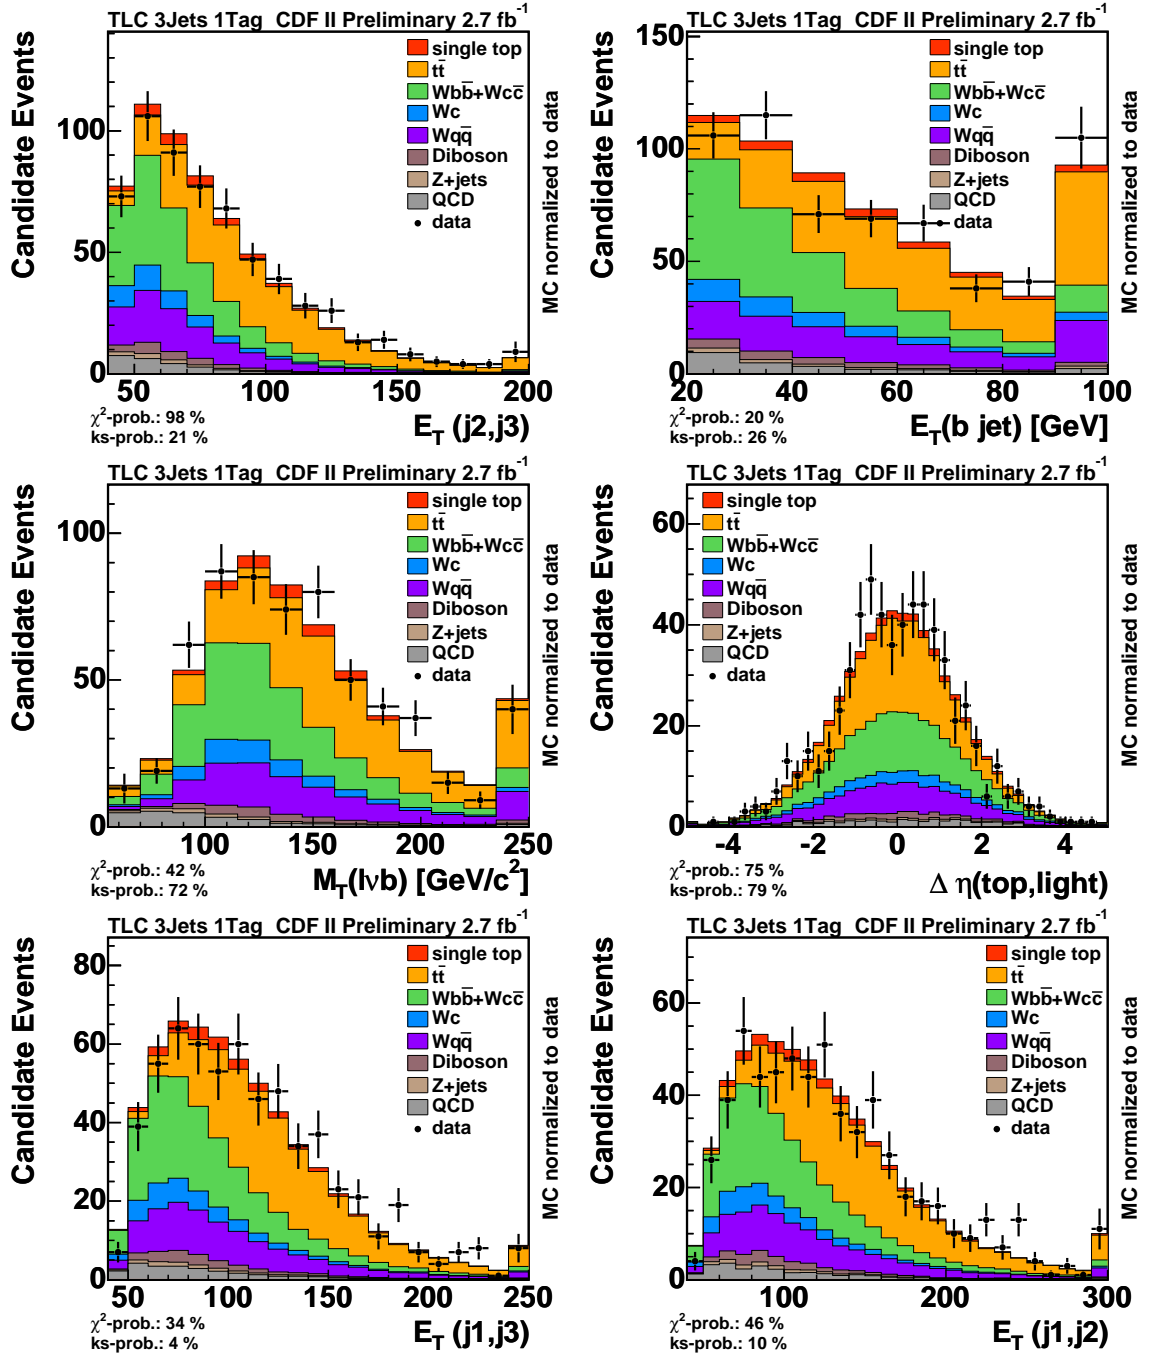 TLC 3Jets 1Tag CDF II Preliminary 2.7 fb⁻¹
Candidate Events
MC normalized to data
single top
tt̄
Wbb̄+Wcc̄
Wc
Wqq̄
Diboson
Z+jets
QCD
data
100
50
0
50
100
150
200
χ²-prob.: 98 %
ks-prob.: 21 %
E_T (j2,j3)
TLC 3Jets 1Tag CDF II Preliminary 2.7 fb⁻¹
Candidate Events
MC normalized to data
single top
tt̄
Wbb̄+Wcc̄
Wc
Wqq̄
Diboson
Z+jets
QCD
data
150
100
50
0
20
40
60
80
100
χ²-prob.: 20 %
ks-prob.: 26 %
E_T(b jet) [GeV]
TLC 3Jets 1Tag CDF II Preliminary 2.7 fb⁻¹
Candidate Events
MC normalized to data
single top
tt̄
Wbb̄+Wcc̄
Wc
Wqq̄
Diboson
Z+jets
QCD
data
100
50
0
100
150
200
250
χ²-prob.: 42 %
ks-prob.: 72 %
M_T(lνb) [GeV/c²]
TLC 3Jets 1Tag CDF II Preliminary 2.7 fb⁻¹
Candidate Events
MC normalized to data
single top
tt̄
Wbb̄+Wcc̄
Wc
Wqq̄
Diboson
Z+jets
QCD
data
60
40
20
0
-4
-2
0
2
4
χ²-prob.: 75 %
ks-prob.: 79 %
Δ η(top,light)
TLC 3Jets 1Tag CDF II Preliminary 2.7 fb⁻¹
Candidate Events
MC normalized to data
single top
tt̄
Wbb̄+Wcc̄
Wc
Wqq̄
Diboson
Z+jets
QCD
data
80
60
40
20
0
50
100
150
200
250
χ²-prob.: 34 %
ks-prob.: 4 %
E_T (j1,j3)
TLC 3Jets 1Tag CDF II Preliminary 2.7 fb⁻¹
Candidate Events
MC normalized to data
single top
tt̄
Wbb̄+Wcc̄
Wc
Wqq̄
Diboson
Z+jets
QCD
data
60
40
20
0
100
200
300
χ²-prob.: 46 %
ks-prob.: 10 %
E_T (j1,j2)